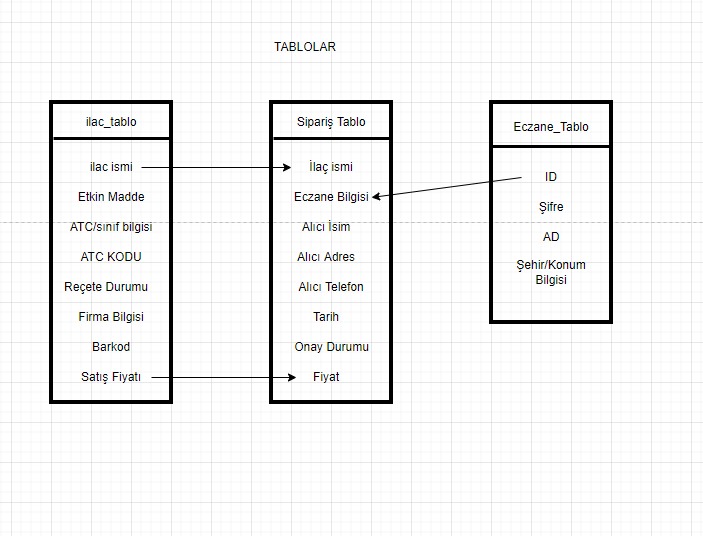 TABLOLAR
ilac_tablo
ilac ismi
Etkin Madde
ATC/sınıf bilgisi
ATC KODU
Reçete Durumu
Firma Bilgisi
Barkod
Satış Fiyatı
Sipariş Tablo
İlaç ismi
Eczane Bilgisi
Alıcı İsim
Alıcı Adres
Alıcı Telefon
Tarih
Onay Durumu
Fiyat
Eczane_Tablo
ID
Şifre
AD
Şehir/Konum
Bilgisi